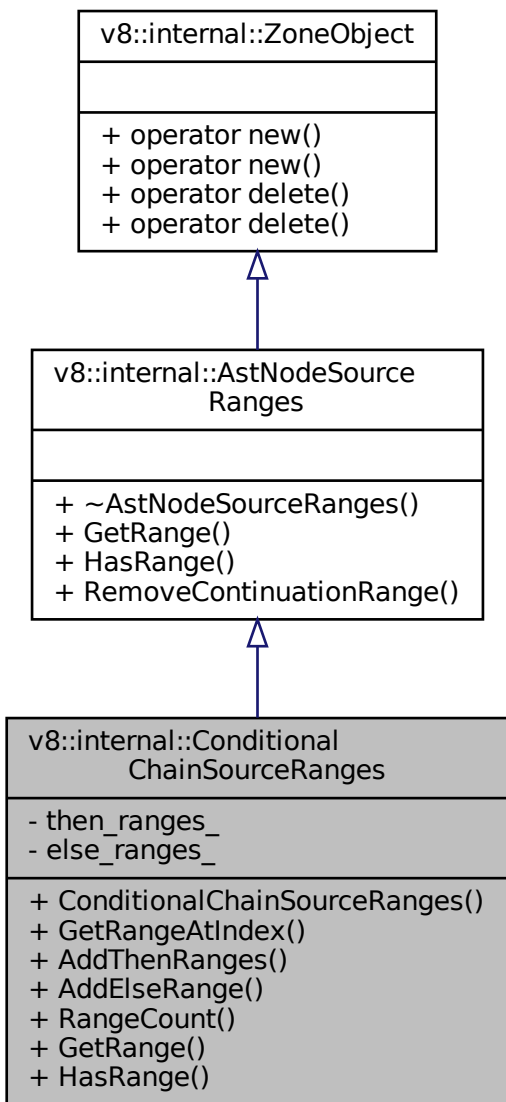 v8::internal::ZoneObject
+ operator new()
+ operator new()
+ operator delete()
+ operator delete()
v8::internal::AstNodeSource
Ranges
+ ~AstNodeSourceRanges()
+ GetRange()
+ HasRange()
+ RemoveContinuationRange()
v8::internal::Conditional
ChainSourceRanges
- then_ranges_
- else_ranges_
+ ConditionalChainSourceRanges()
+ GetRangeAtIndex()
+ AddThenRanges()
+ AddElseRange()
+ RangeCount()
+ GetRange()
+ HasRange()